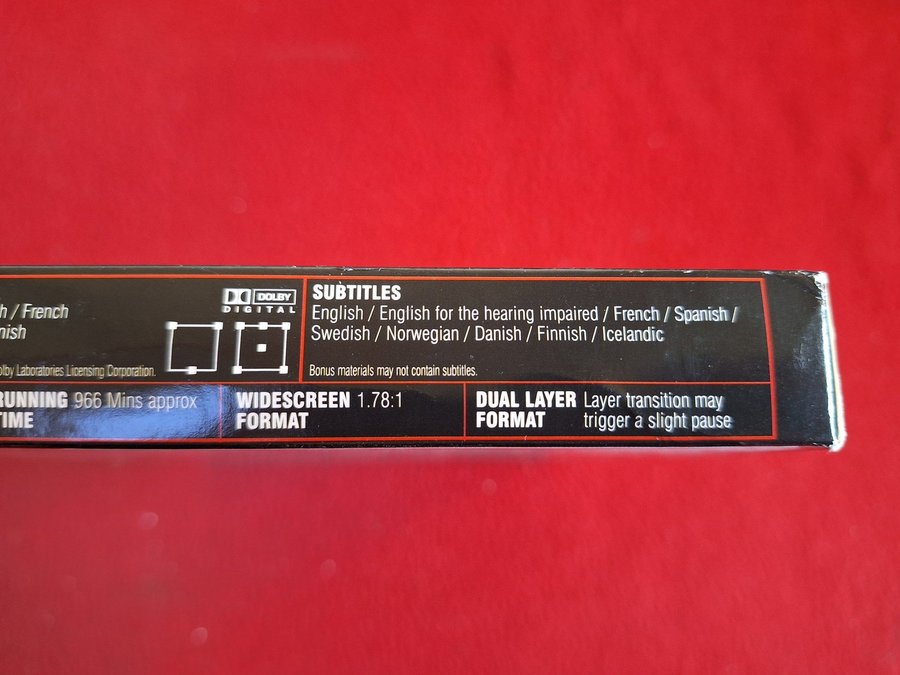 h / French
nish
olby Laboratories Licensing Corporation.
DOLBY
DIGITAL
SUBTITLES
English / English for the hearing impaired / French / Spanish /
Swedish / Norwegian / Danish / Finnish / Icelandic
Bonus materials may not contain subtitles.
RUNNING 966 Mins approx
TIME
WIDESCREEN 1.78:1
FORMAT
DUAL LAYER Layer transition may
FORMAT trigger a slight pause